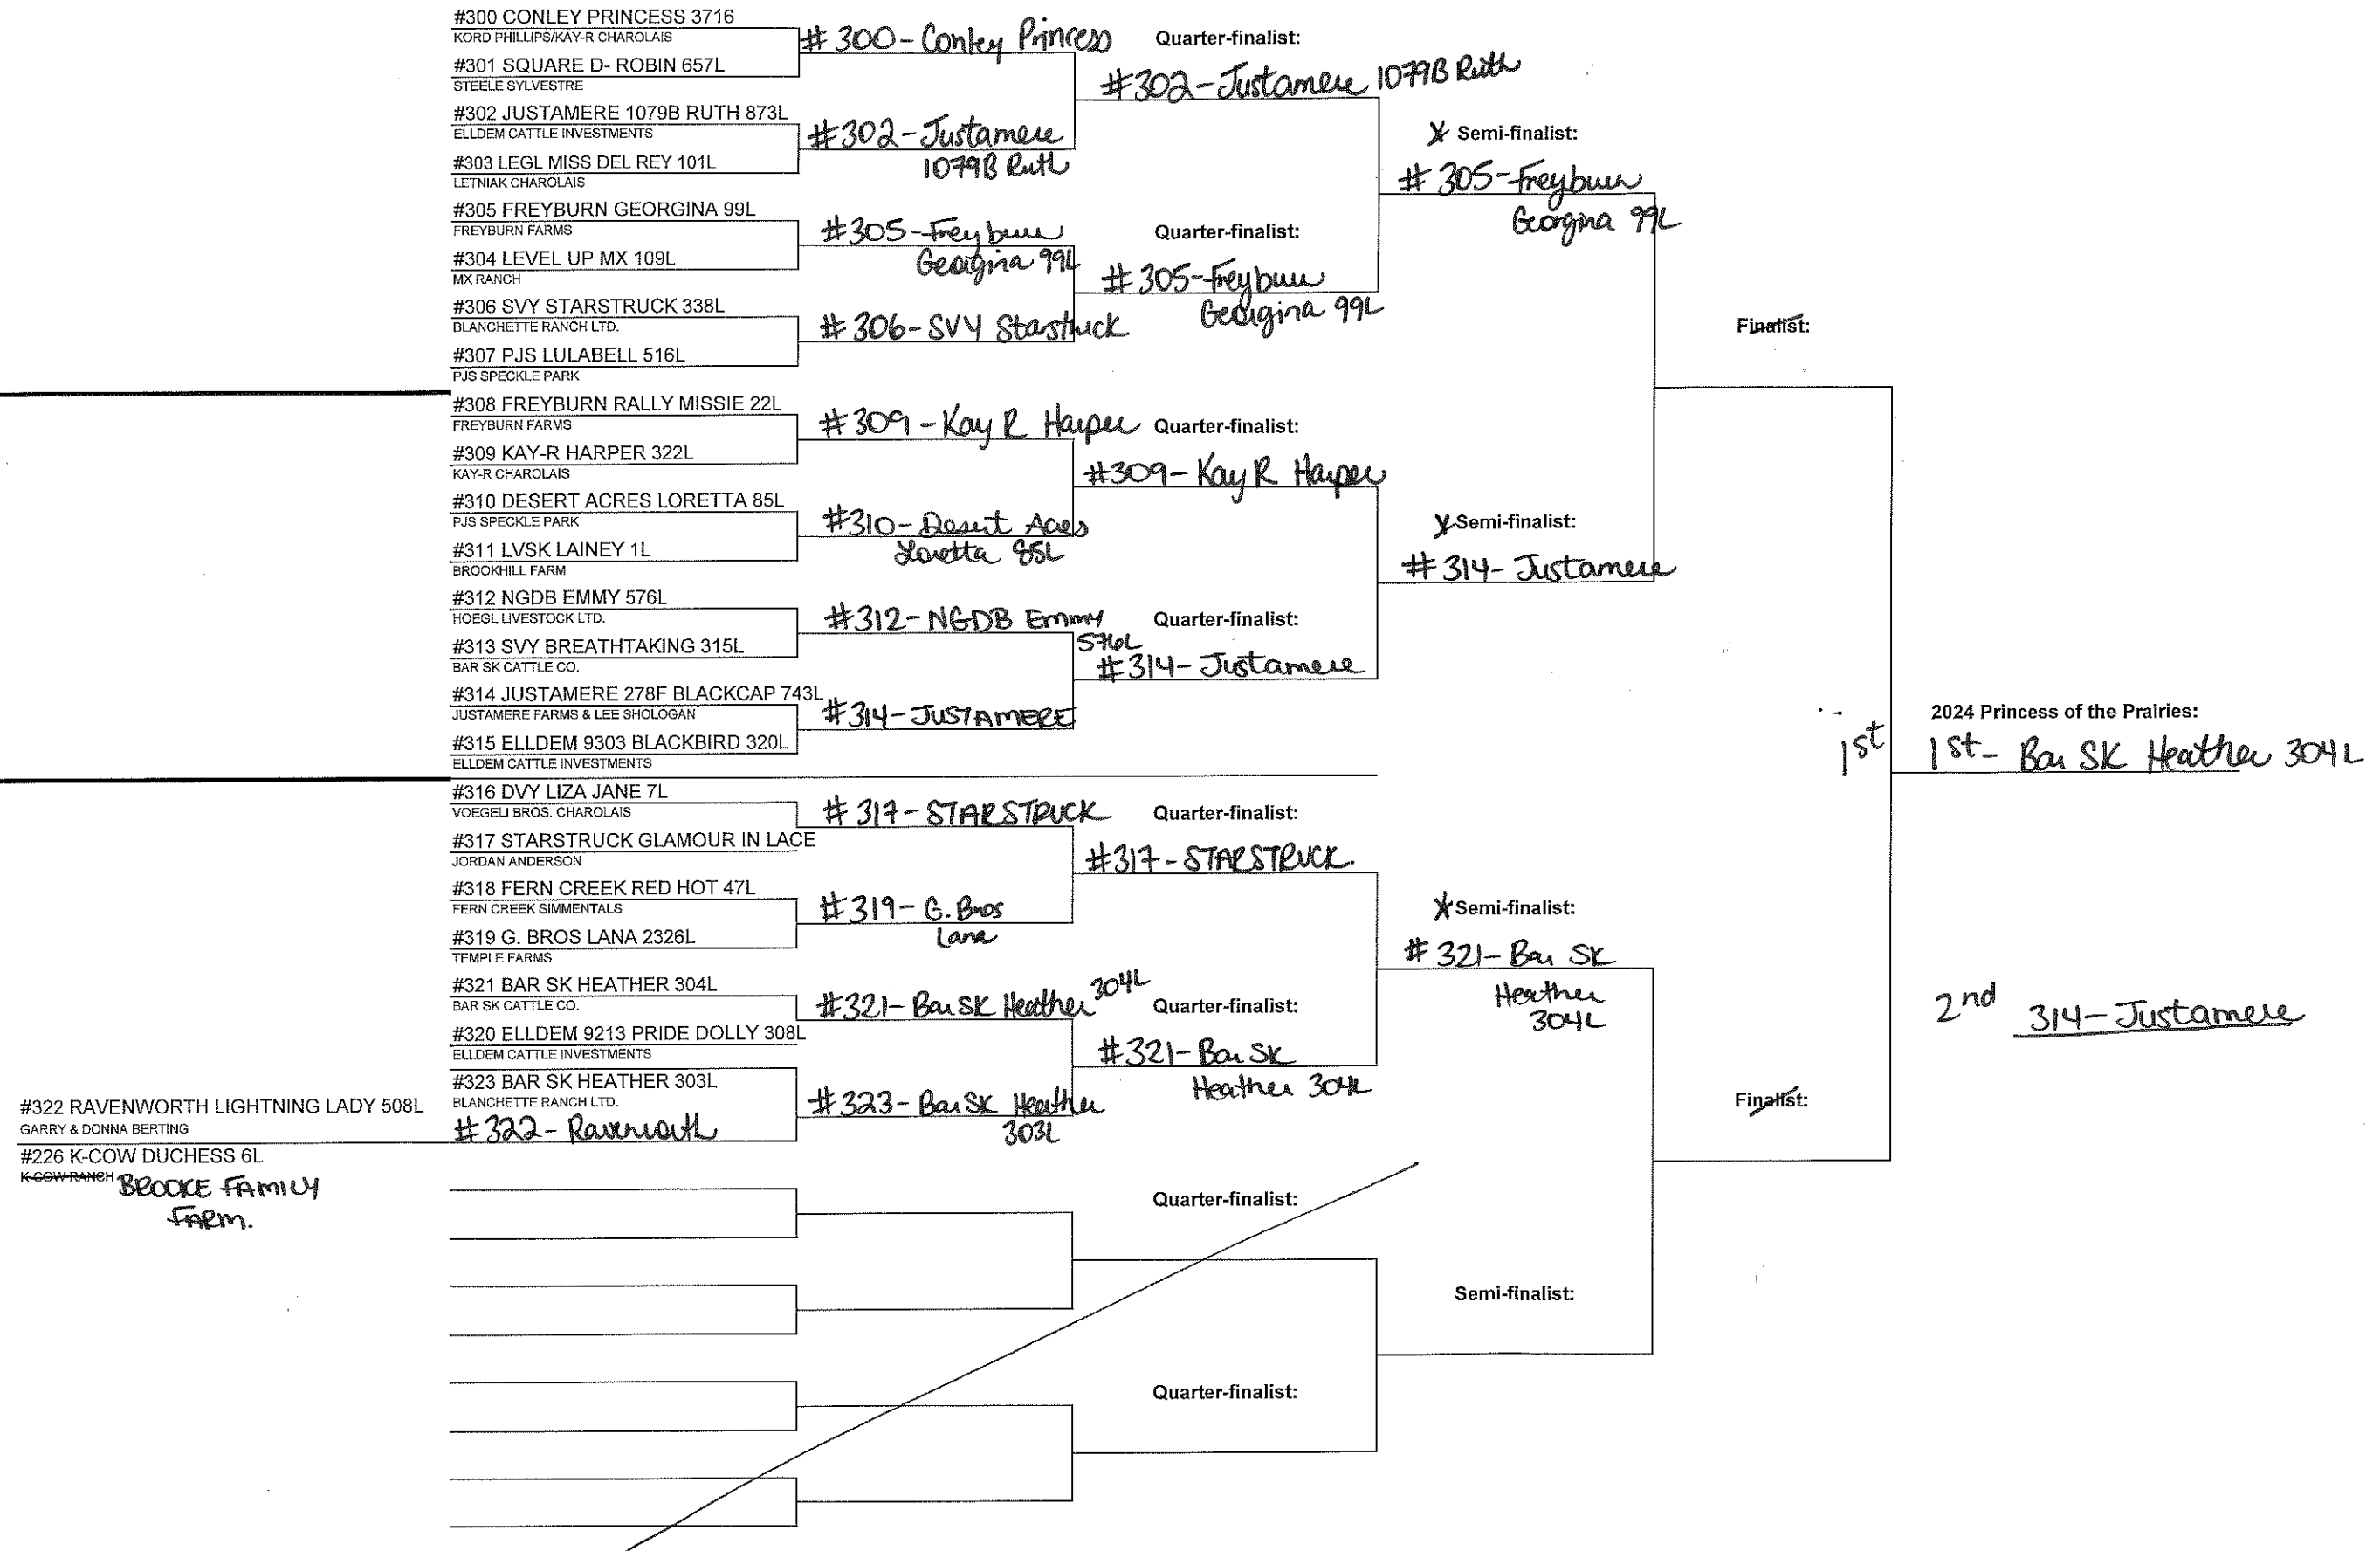 #300 CONLEY PRINCESS 3716
KORD PHILLIPS/KAY-R CHAROLAIS
#301 SQUARE D- ROBIN 657L
STEELE SYLVESTRE
#302 JUSTAMERE 1079B RUTH 873L
ELLDEM CATTLE INVESTMENTS
#303 LEGL MISS DEL REY 101L
LETNIAK CHAROLAIS
#305 FREYBURN GEORGINA 99L
FREYBURN FARMS
#304 LEVEL UP MX 109L
MX RANCH
#306 SVY STARSTRUCK 338L
BLANCHETTE RANCH LTD.
#307 PJS LULABELL 516L
PJS SPECKLE PARK
#308 FREYBURN RALLY MISSIE 22L
FREYBURN FARMS
#309 KAY-R HARPER 322L
KAY-R CHAROLAIS
#310 DESERT ACRES LORETTA 85L
PJS SPECKLE PARK
#311 LVSK LAINEY 1L
BROOKHILL FARM
#312 NGDB EMMY 576L
HOEGL LIVESTOCK LTD.
#313 SVY BREATHTAKING 315L
BAR SK CATTLE CO.
#314 JUSTAMERE 278F BLACKCAP 743L
JUSTAMERE FARMS & LEE SHOLOGAN
#315 ELLDEM 9303 BLACKBIRD 320L
ELLDEM CATTLE INVESTMENTS
#316 DVY LIZA JANE 7L
VOEGELI BROS. CHAROLAIS
#317 STARSTRUCK GLAMOUR IN LACE
JORDAN ANDERSON
#318 FERN CREEK RED HOT 47L
FERN CREEK SIMMENTALS
#319 G. BROS LANA 2326L
TEMPLE FARMS
#321 BAR SK HEATHER 304L
BAR SK CATTLE CO.
#320 ELLDEM 9213 PRIDE DOLLY 308L
ELLDEM CATTLE INVESTMENTS
#323 BAR SK HEATHER 303L
BLANCHETTE RANCH LTD.
#322 - Ravenworth
#322 RAVENWORTH LIGHTNING LADY 508L
GARRY & DONNA BERTING
#226 K-COW DUCHESS 6L
K-COW RANCH
BROOKE FAMILY
FARM.
#300 - Conley Princess
#302 - Justamere
1079B Ruth
#305 - Freyburn
Georgina 99L
#306 - SVY Starstruck
#309 - Kay R Harper
#310 - Desert Acres
Loretta 85L
#312 - NGDB Emmy
576L
#314 - JUSTAMERE
#317 - STARSTRUCK
#319 - G. Bros
Lana
#321 - Bar SK Heather 304L
#323 - Bar SK Heather
303L
Quarter-finalist:
#302 - Justamere 1079B Ruth
Quarter-finalist:
#305 - Freyburn
Georgina 99L
Quarter-finalist:
#309 - Kay R Harper
Quarter-finalist:
#314 - Justamere
Quarter-finalist:
#317 - STARSTRUCK.
Quarter-finalist:
#321 - Bar SK
Heather 304L
Quarter-finalist:
Quarter-finalist:
Semi-finalist:
#305 - Freyburn
Georgina 99L
Semi-finalist:
#314 - Justamere
Semi-finalist:
#321 - Bar SK
Heather
304L
Semi-finalist:
Finalist:
Finalist:
1st
2024 Princess of the Prairies:
1st - Bar SK Heather 304L
2nd 314 - Justamere